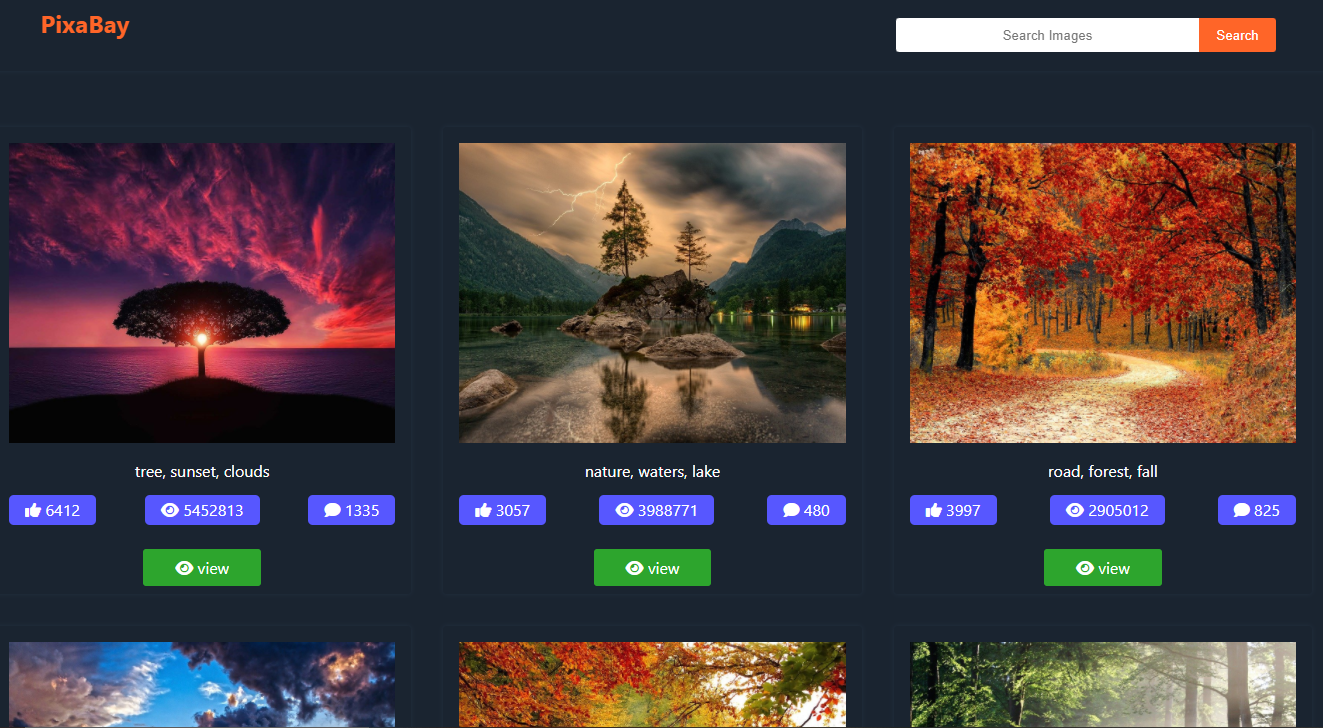 PixaBay
Search Images Search
tree, sunset, clouds
nature, waters, lake
road, forest, fall
6412 5452813 1335
3057 3988771 480
3997 2905012 825
view
view
view